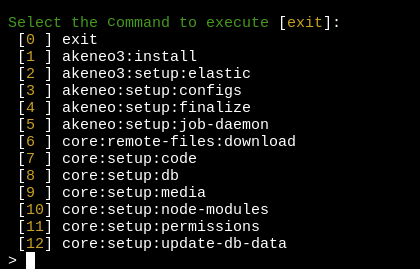 Select the command to execute [exit]:
[0 ] exit
[1 ] akeneo3:install
[2 ] akeneo3:setup:elastic
[3 ] akeneo:setup:configs
[4 ] akeneo:setup:finalize
[5 ] akeneo:setup:job-daemon
[6 ] core:remote-files:download
[7 ] core:setup:code
[8 ] core:setup:db
[9 ] core:setup:media
[10] core:setup:node-modules
[11] core:setup:permissions
[12] core:setup:update-db-data
>